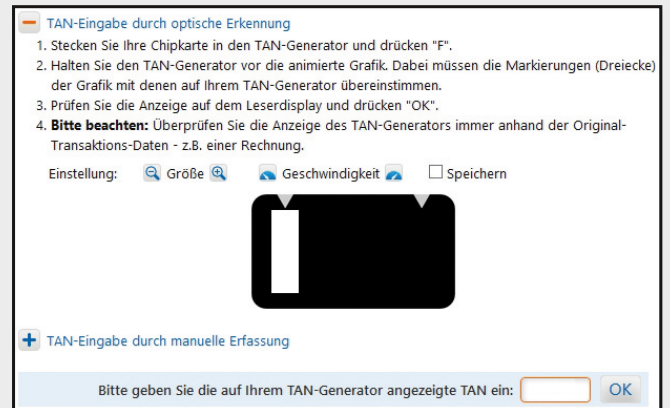 TAN-Eingabe durch optische Erkennung
1. Stecken Sie Ihre Chipkarte in den TAN-Generator und drücken "F".
2. Halten Sie den TAN-Generator vor die animierte Grafik. Dabei müssen die Markierungen (Dreiecke)
der Grafik mit denen auf Ihrem TAN-Generator übereinstimmen.
3. Prüfen Sie die Anzeige auf dem Leserdisplay und drücken "OK".
4. Bitte beachten: Überprüfen Sie die Anzeige des TAN-Generators immer anhand der Original-
Transaktions-Daten - z.B. einer Rechnung.
Einstellung: Größe Geschwindigkeit Speichern
TAN-Eingabe durch manuelle Erfassung
Bitte geben Sie die auf Ihrem TAN-Generator angezeigte TAN ein: OK